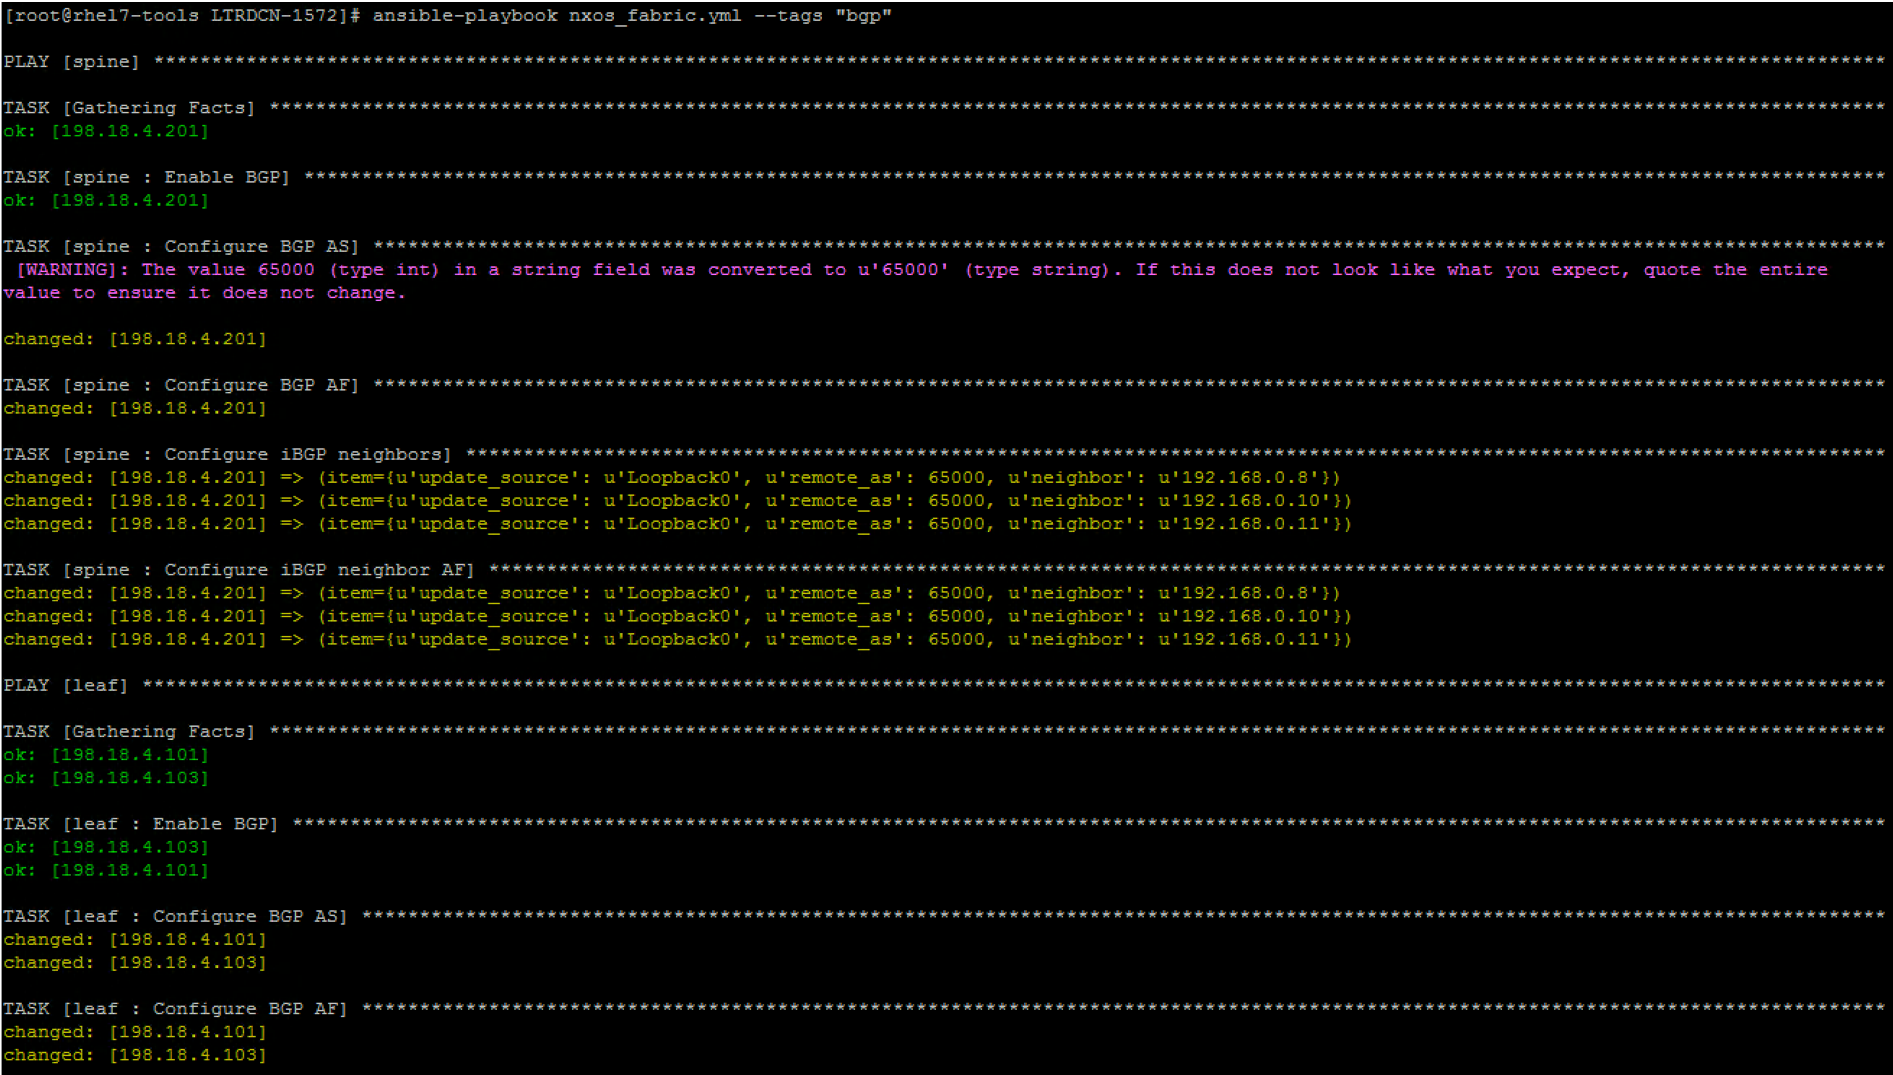 [root@rhel7-tools LTRDCN-1572]# ansible-playbook nxos_fabric.yml --tags "bgp"
PLAY [spine] ******************************************************************************************************************************************************
TASK [Gathering Facts] ********************************************************************************************************************************************
ok: [198.18.4.201]
TASK [spine : Enable BGP] *****************************************************************************************************************************************
ok: [198.18.4.201]
TASK [spine : Configure BGP AS] ***********************************************************************************************************************************
[WARNING]: The value 65000 (type int) in a string field was converted to u'65000' (type string). If this does not look like what you expect, quote the entire
value to ensure it does not change.
changed: [198.18.4.201]
TASK [spine : Configure BGP AF] ***********************************************************************************************************************************
changed: [198.18.4.201]
TASK [spine : Configure iBGP neighbors] ***************************************************************************************************************************
changed: [198.18.4.201] => (item={u'update_source': u'Loopback0', u'remote_as': 65000, u'neighbor': u'192.168.0.8'})
changed: [198.18.4.201] => (item={u'update_source': u'Loopback0', u'remote_as': 65000, u'neighbor': u'192.168.0.10'})
changed: [198.18.4.201] => (item={u'update_source': u'Loopback0', u'remote_as': 65000, u'neighbor': u'192.168.0.11'})
TASK [spine : Configure iBGP neighbor AF] *************************************************************************************************************************
changed: [198.18.4.201] => (item={u'update_source': u'Loopback0', u'remote_as': 65000, u'neighbor': u'192.168.0.8'})
changed: [198.18.4.201] => (item={u'update_source': u'Loopback0', u'remote_as': 65000, u'neighbor': u'192.168.0.10'})
changed: [198.18.4.201] => (item={u'update_source': u'Loopback0', u'remote_as': 65000, u'neighbor': u'192.168.0.11'})
PLAY [leaf] *******************************************************************************************************************************************************
TASK [Gathering Facts] ********************************************************************************************************************************************
ok: [198.18.4.101]
ok: [198.18.4.103]
TASK [leaf : Enable BGP] ******************************************************************************************************************************************
ok: [198.18.4.103]
ok: [198.18.4.101]
TASK [leaf : Configure BGP AS] ************************************************************************************************************************************
changed: [198.18.4.101]
changed: [198.18.4.103]
TASK [leaf : Configure BGP AF] ************************************************************************************************************************************
changed: [198.18.4.101]
changed: [198.18.4.103]